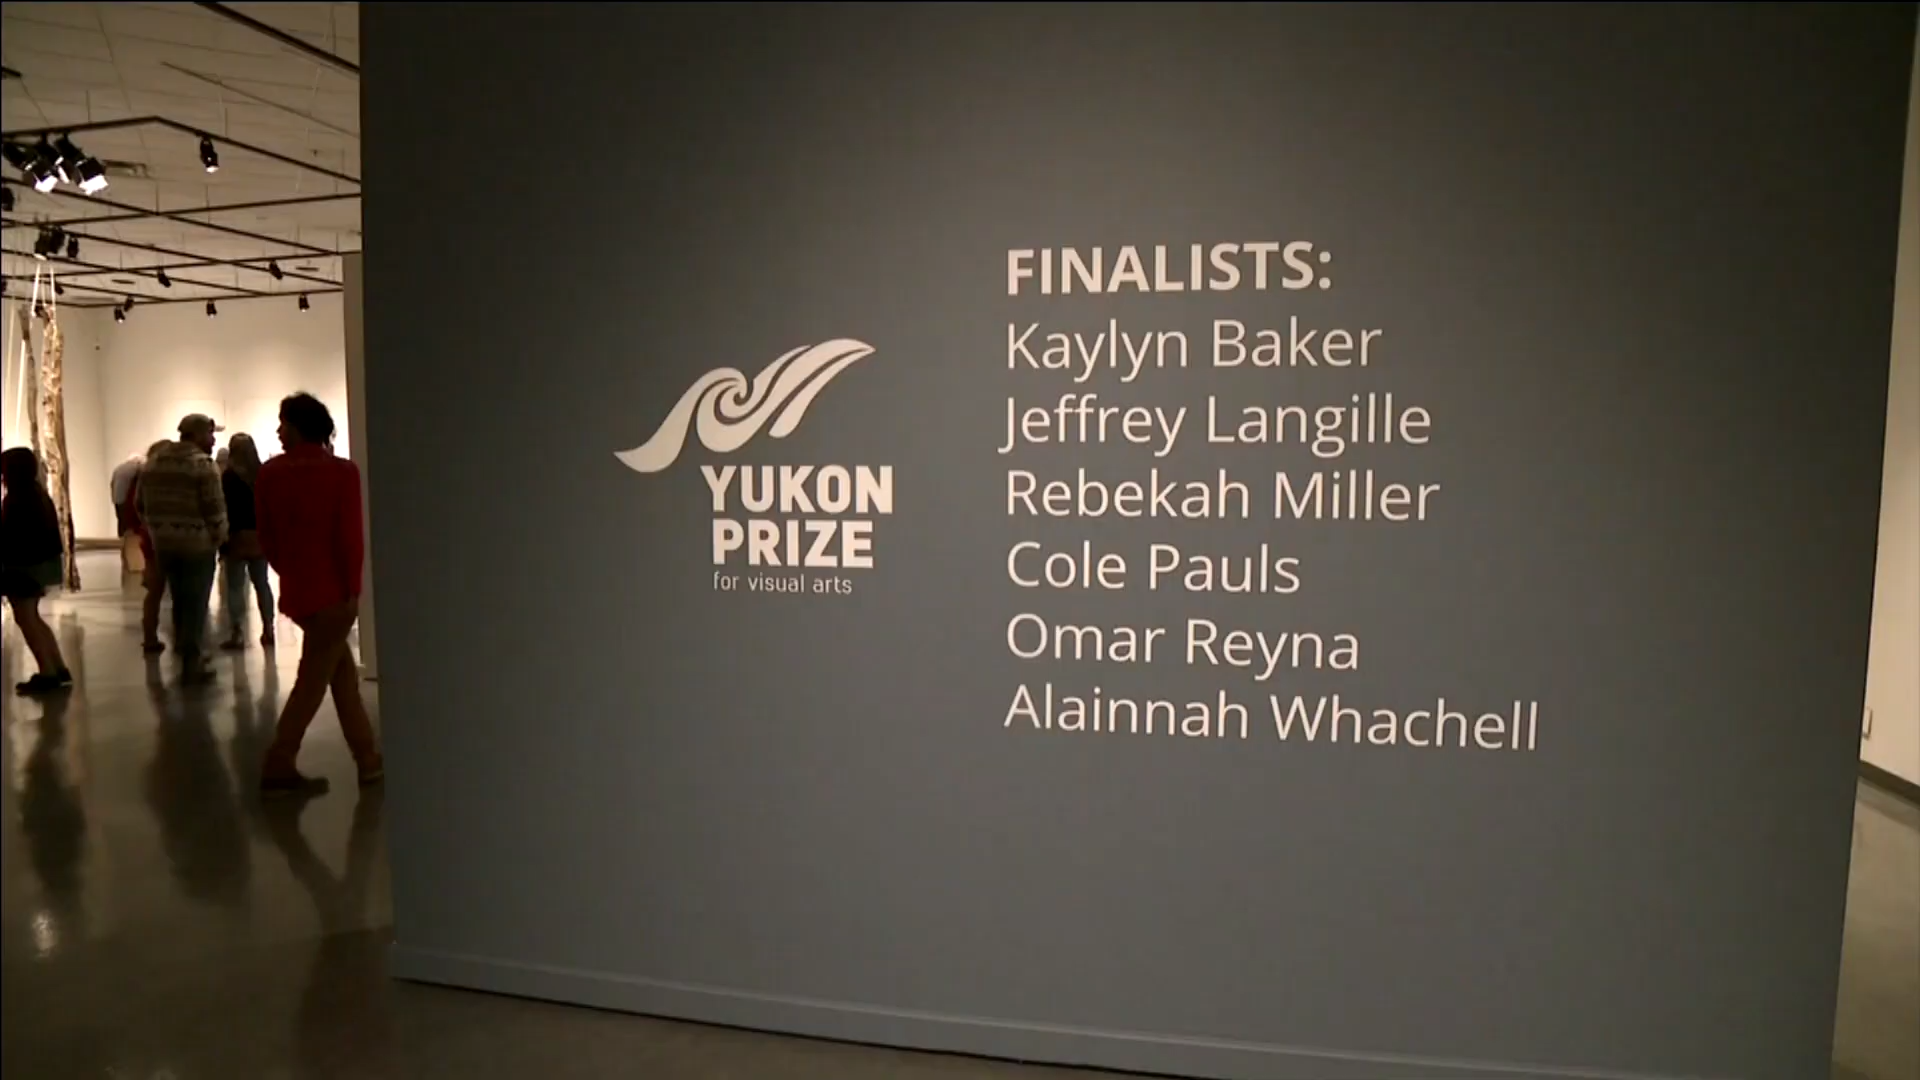 YUKON
PRIZE
for visual arts
FINALISTS:
Kaylyn Baker
Jeffrey Langille
Rebekah Miller
Cole Pauls
Omar Reyna
Alainnah Whachell